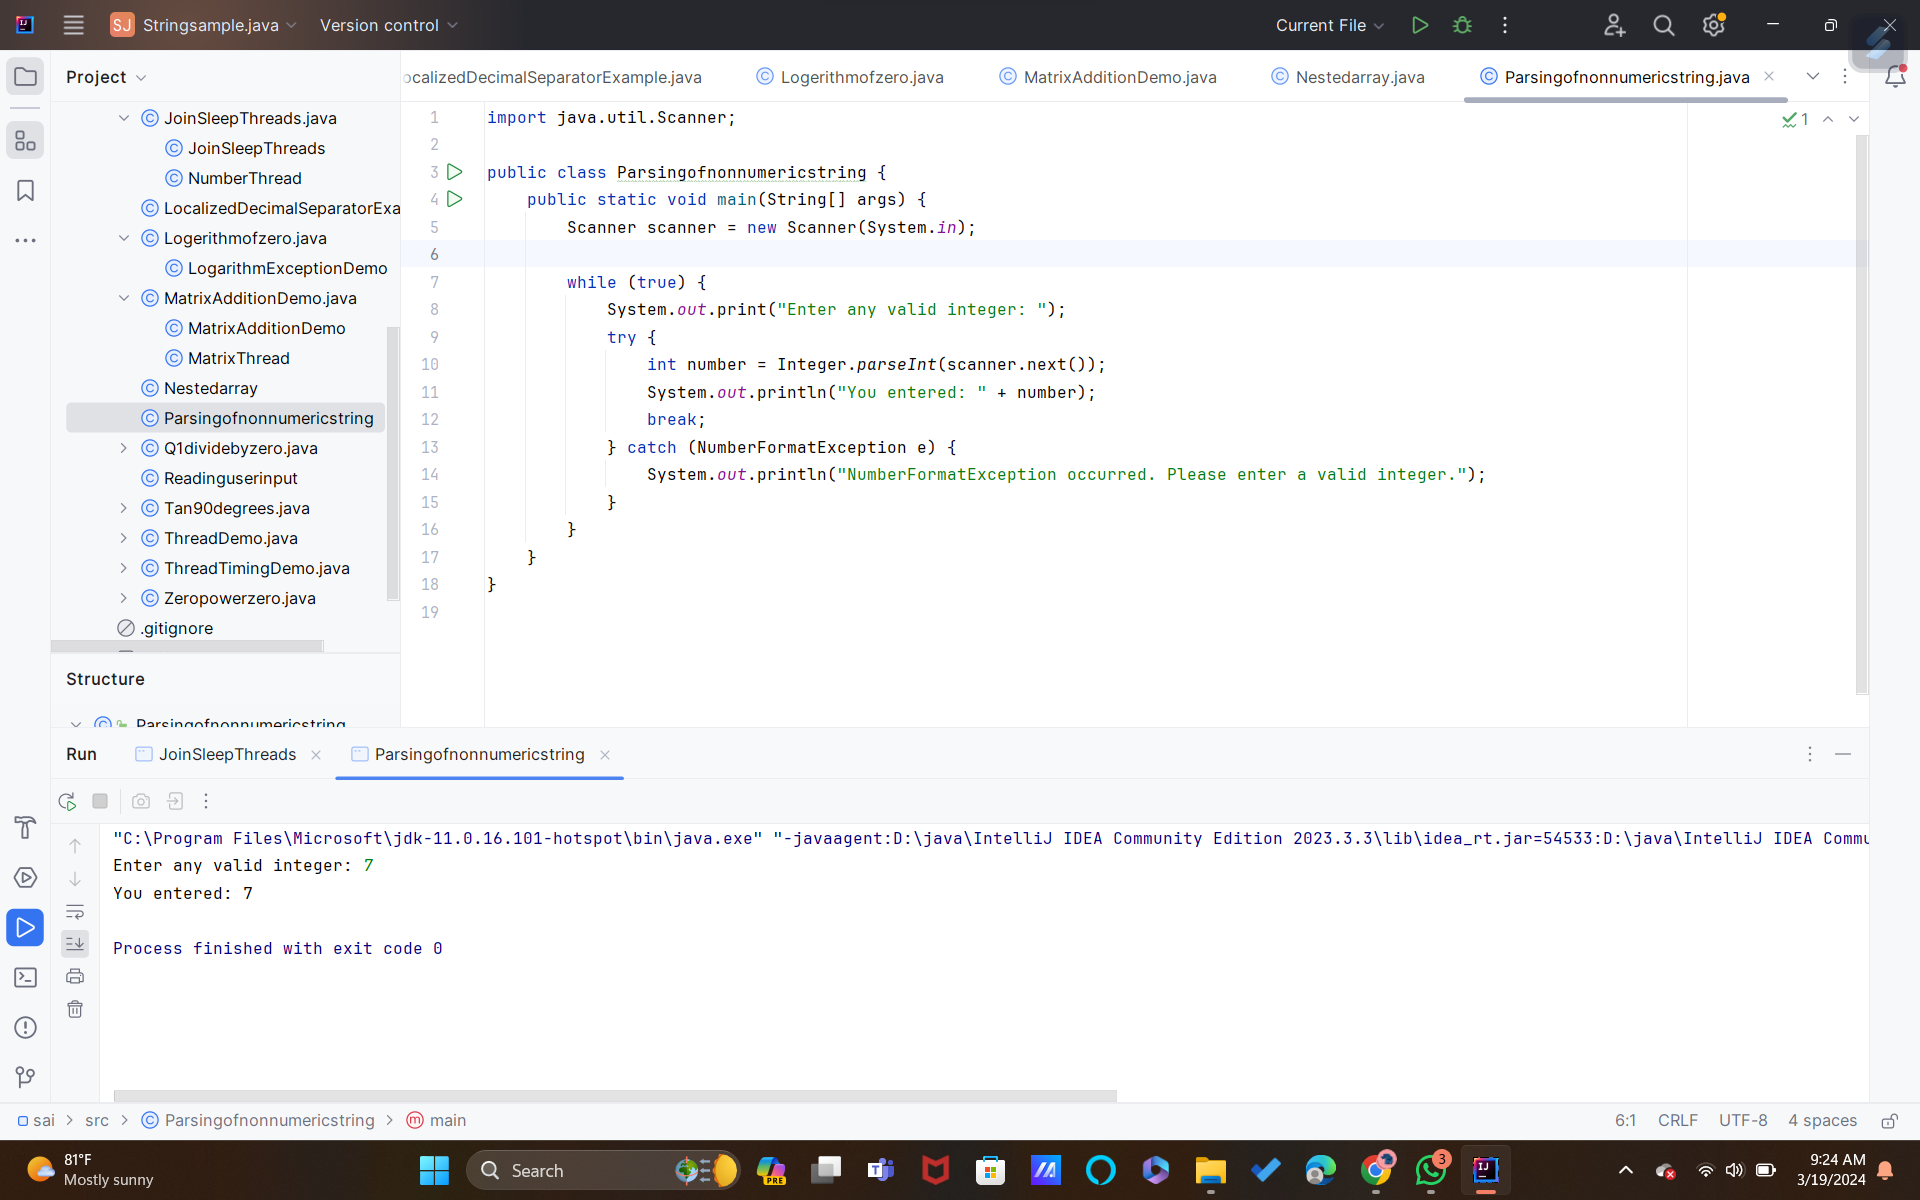 SJ Stringsample.java Version control Current File
Project
ocalizedDecimalSeparatorExample.java Logerithmofzero.java MatrixAdditionDemo.java Nestedarray.java Parsingofnonnumericstring.java
JoinSleepThreads.java
JoinSleepThreads
NumberThread
LocalizedDecimalSeparatorExa
Logerithmofzero.java
LogarithmExceptionDemo
MatrixAdditionDemo.java
MatrixAdditionDemo
MatrixThread
Nestedarray
Parsingofnonnumericstring
Q1dividebyzero.java
Readinguserinput
Tan90degrees.java
ThreadDemo.java
ThreadTimingDemo.java
Zeropowerzero.java
.gitignore
Structure
Parsingofnonnumericstring
1 import java.util.Scanner;
2
3 public class Parsingofnonnumericstring {
4 public static void main(String[] args) {
5 Scanner scanner = new Scanner(System.in);
6
7 while (true) {
8 System.out.print("Enter any valid integer: ");
9 try {
10 int number = Integer.parseInt(scanner.next());
11 System.out.println("You entered: " + number);
12 break;
13 } catch (NumberFormatException e) {
14 System.out.println("NumberFormatException occurred. Please enter a valid integer.");
15 }
16 }
17 }
18 }
19
1
Run JoinSleepThreads Parsingofnonnumericstring
"C:\Program Files\Microsoft\jdk-11.0.16.101-hotspot\bin\java.exe" "-javaagent:D:\java\IntelliJ IDEA Community Edition 2023.3.3\lib\idea_rt.jar=54533:D:\java\IntelliJ IDEA Commu
Enter any valid integer: 7
You entered: 7
Process finished with exit code 0
sai > src > Parsingofnonnumericstring > m main
6:1 CRLF UTF-8 4 spaces
81°F
Mostly sunny
Search
PRE
3
9:24 AM
3/19/2024